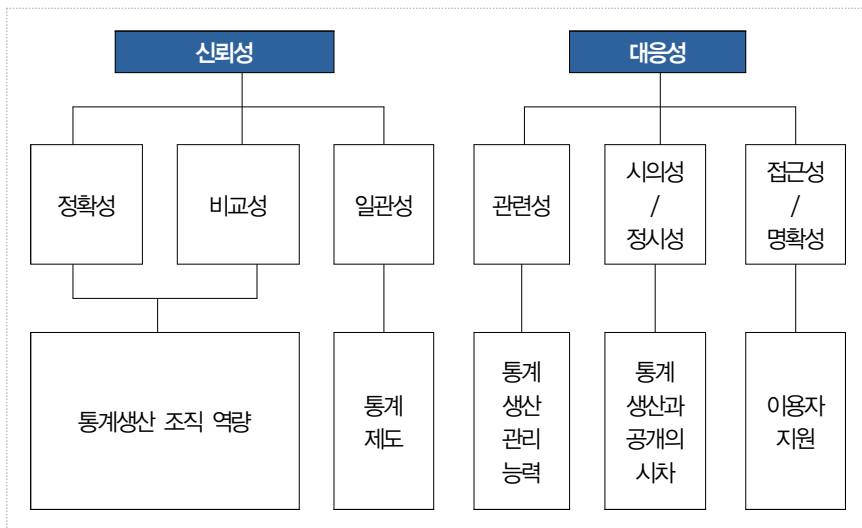 신뢰성
대응성
정확성
비교성
일관성
관련성
시의성
/
정시성
접근성
/
명확성
통계생산 조직 역량
통계
제도
통계
생산
관리
능력
통계
생산과
공개의
시차
이용자
지원